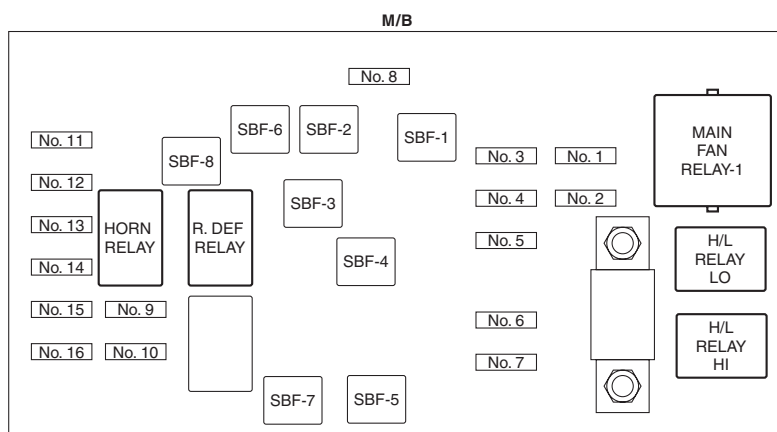 M/B
No. 8
SBF-6
SBF-2
SBF-1
SBF-8
No. 11
No. 12
No. 13
No. 14
No. 15
No. 16
No. 9
No. 10
HORN
RELAY
R. DEF
RELAY
SBF-3
SBF-4
SBF-7
SBF-5
No. 3
No. 1
No. 4
No. 2
No. 5
No. 6
No. 7
MAIN
FAN
RELAY-1
H/L
RELAY
LO
H/L
RELAY
HI